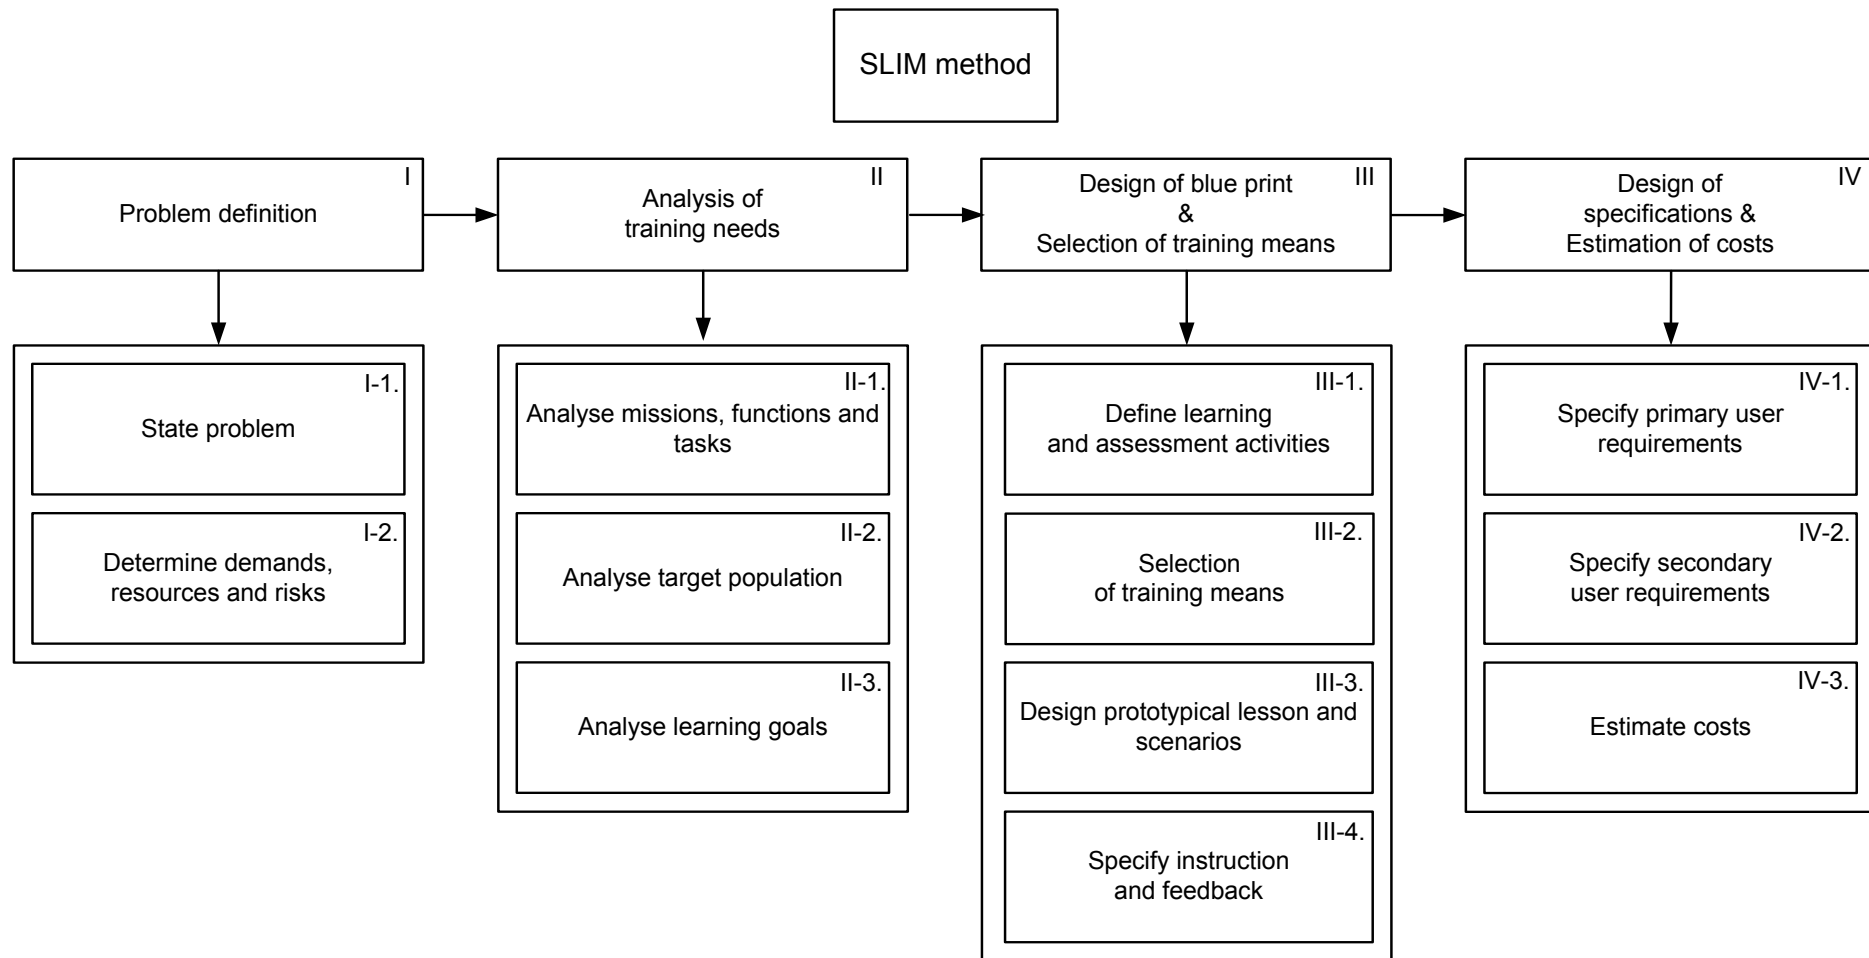 SLIM method
I
Problem definition
II
Analysis of
training needs
III
Design of blue print
&
Selection of training means
IV
Design of
specifications &
Estimation of costs
I-1.
State problem
I-2.
Determine demands,
resources and risks
II-1.
Analyse missions, functions and
tasks
II-2.
Analyse target population
II-3.
Analyse learning goals
III-1.
Define learning
and assessment activities
III-2.
Selection
of training means
III-3.
Design prototypical lesson and
scenarios
III-4.
Specify instruction
and feedback
IV-1.
Specify primary user
requirements
IV-2.
Specify secondary
user requirements
IV-3.
Estimate costs